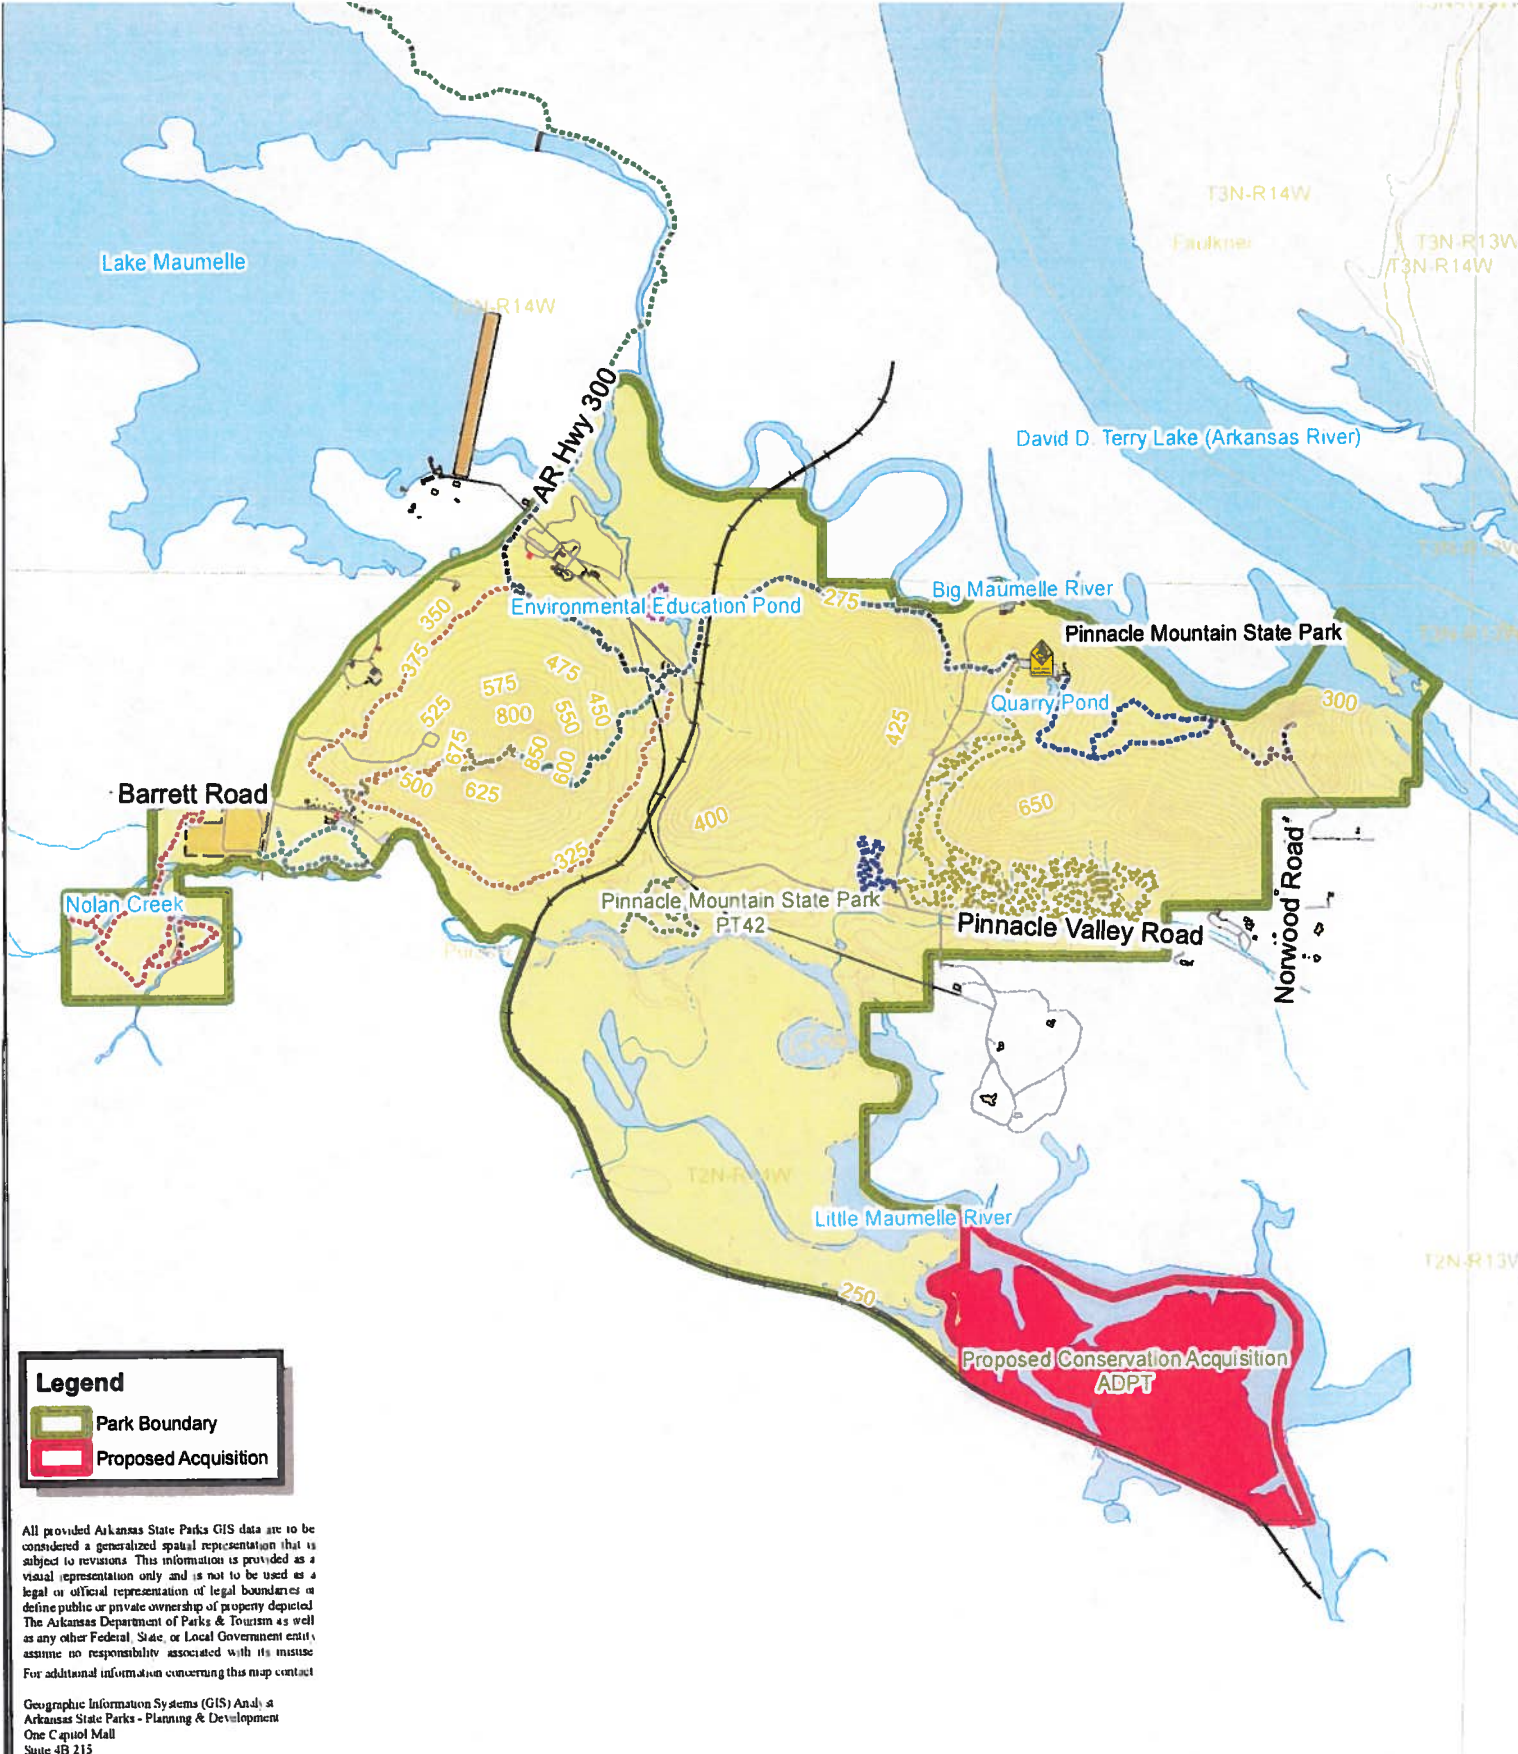 T3N-R14W
Faulkner
T3N-R13W
T3N-R14W
Lake Maumelle
AR Hwy 300
David D. Terry Lake (Arkansas River)
Big Maumelle River
Environmental Education Pond
275
Pinnacle Mountain State Park
350
375
475
575
800
525
550
450
675
850
600
500
625
425
Quarry Pond
300
650
400
325
Barrett Road
Nolan Creek
Pinnacle Mountain State Park
PT42
Pinnacle Valley Road
Norwood Road
Little Maumelle River
T2N-R13W
250
Proposed Conservation Acquisition
ADPT
Legend
Park Boundary
Proposed Acquisition
All provided Arkansas State Parks GIS data are to be
considered a generalized spatial representation that is
subject to revisions This information is provided as a
visual representation only and is not to be used as a
legal or official representation of legal boundaries or
define public or private ownership of property depicted
The Arkansas Department of Parks & Tourism as well
as any other Federal, State, or Local Government entity
assume no responsibility associated with its misuse
For additional information concerning this map contact
Geographic Information Systems (GIS) Analyst
Arkansas State Parks - Planning & Development
One Capitol Mall
Suite 4B 215